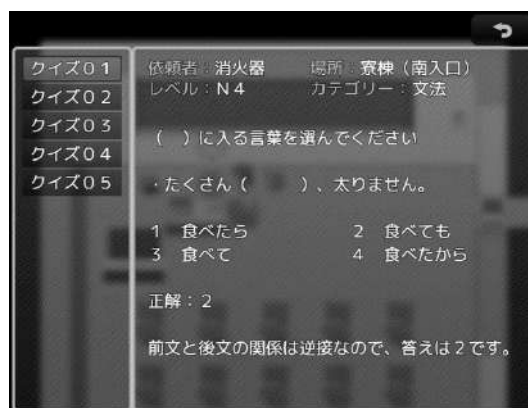 クイズ01
クイズ02
クイズ03
クイズ04
クイズ05
依頼者：消火器　場所：寮棟（南入口）
レベル：N4　カテゴリー：文法
（　）に入る言葉を選んでください
・たくさん（　　）、太りません。
1　食べたら　2　食べても
3　食べて　4　食べたから
正解：2
前文と後文の関係は逆接なので、答えは2です。